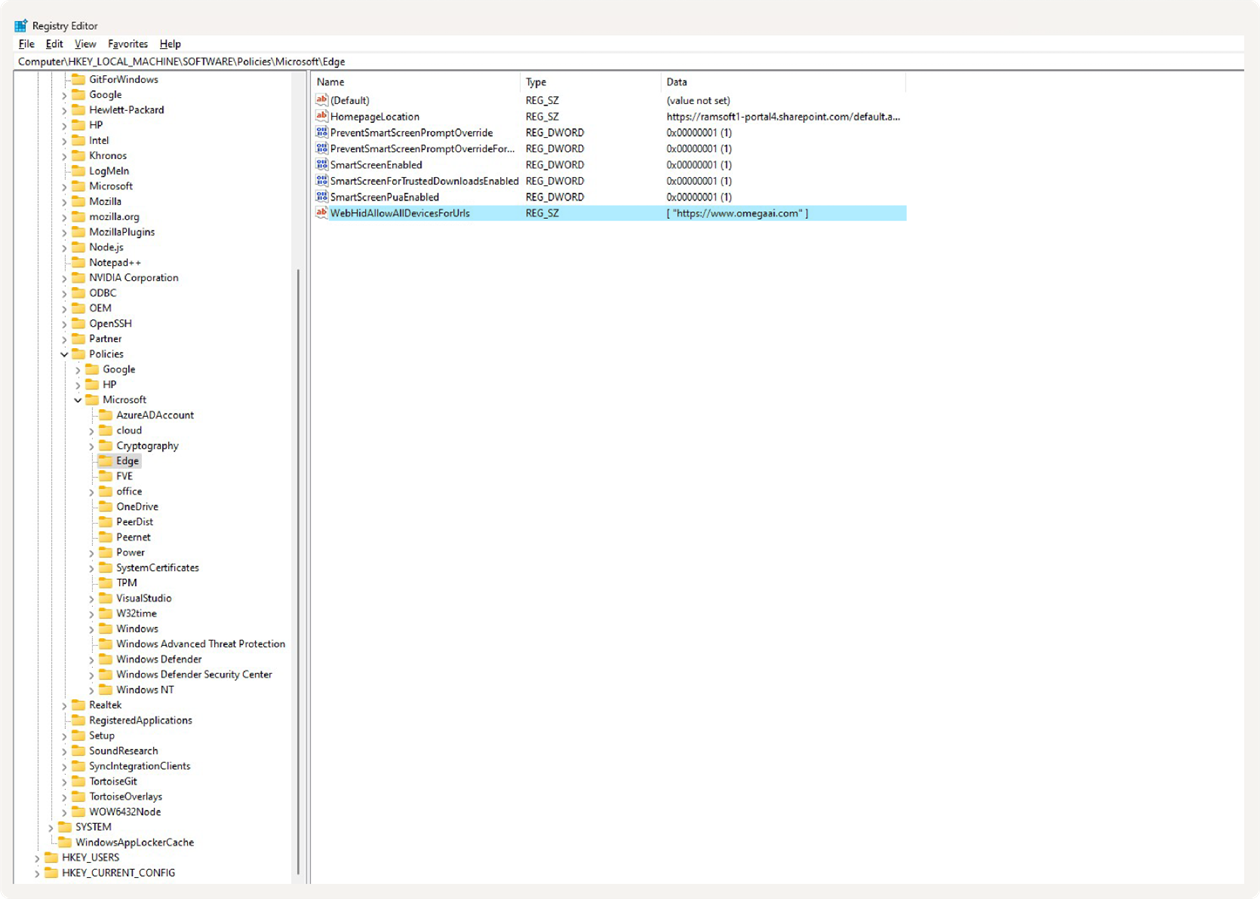 Registry Editor
File Edit View Favorites Help
Computer\HKEY_LOCAL_MACHINE\SOFTWARE\Policies\Microsoft\Edge
GitForWindows
Google
Hewlett-Packard
HP
Intel
Khronos
LogMeIn
Microsoft
Mozilla
mozilla.org
MozillaPlugins
Node.js
Notepad++
NVIDIA Corporation
ODBC
OEM
OpenSSH
Partner
Policies
Google
HP
Microsoft
AzureADAccount
cloud
Cryptography
Edge
FVE
office
OneDrive
PeerDist
Peernet
Power
SystemCertificates
TPM
VisualStudio
W32time
Windows
Windows Advanced Threat Protection
Windows Defender
Windows Defender Security Center
Windows NT
Realtek
RegisteredApplications
Setup
SoundResearch
SyncIntegrationClients
TortoiseGit
TortoiseOverlays
WOW6432Node
SYSTEM
WindowsAppLockerCache
HKEY_USERS
HKEY_CURRENT_CONFIG
Name Type Data
(Default) REG_SZ (value not set)
HomepageLocation REG_SZ https://ramsoft1-portal4.sharepoint.com/default.a...
PreventSmartScreenPromptOverride REG_DWORD 0x00000001 (1)
PreventSmartScreenPromptOverrideFor... REG_DWORD 0x00000001 (1)
SmartScreenEnabled REG_DWORD 0x00000001 (1)
SmartScreenForTrustedDownloadsEnabled REG_DWORD 0x00000001 (1)
SmartScreenPuaEnabled REG_DWORD 0x00000001 (1)
WebHidAllowAllDevicesForUrls REG_SZ [ "https://www.omegaai.com" ]